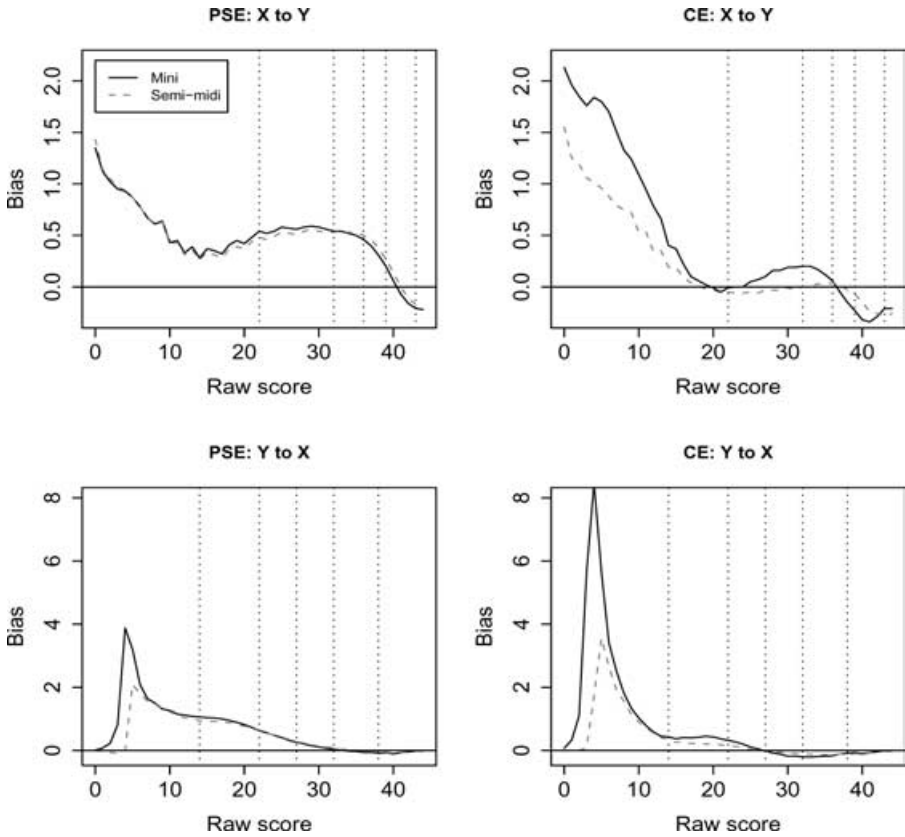 PSE: X to Y
Bias
0.0 0.5 1.0 1.5 2.0
Mini
Semi-midi
0 10 20 30 40
Raw score
CE: X to Y
Bias
0.0 0.5 1.0 1.5 2.0
0 10 20 30 40
Raw score
PSE: Y to X
Bias
0 2 4 6 8
0 10 20 30 40
Raw score
CE: Y to X
Bias
0 2 4 6 8
0 10 20 30 40
Raw score